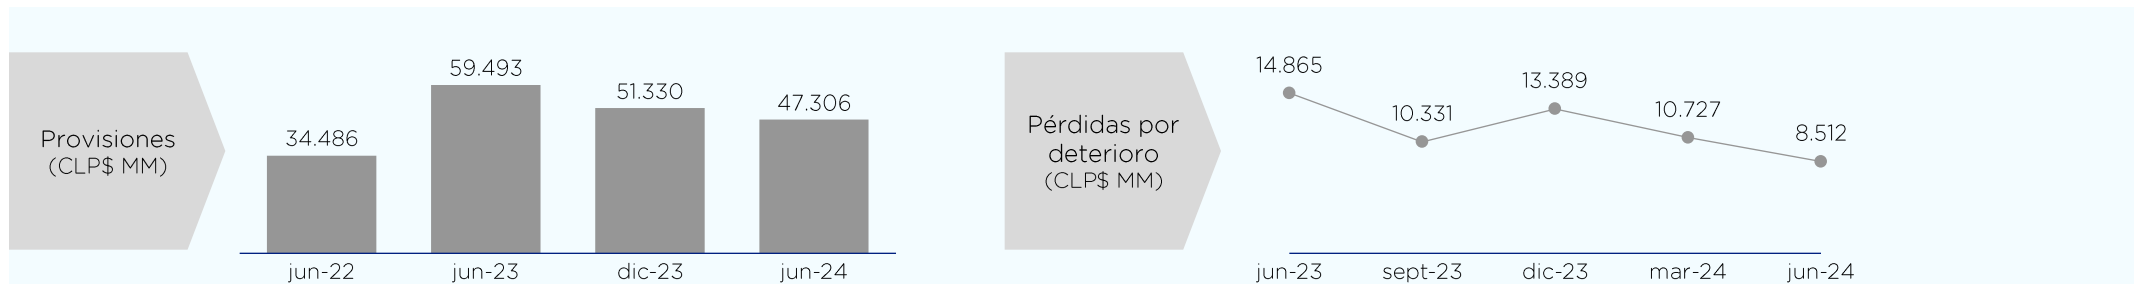 Provisiones
(CLP$ MM)
34.486
59.493
51.330
47.306
jun-22
jun-23
dic-23
jun-24
Pérdidas por
deterioro
(CLP$ MM)
14.865
10.331
13.389
10.727
8.512
jun-23
sept-23
dic-23
mar-24
jun-24